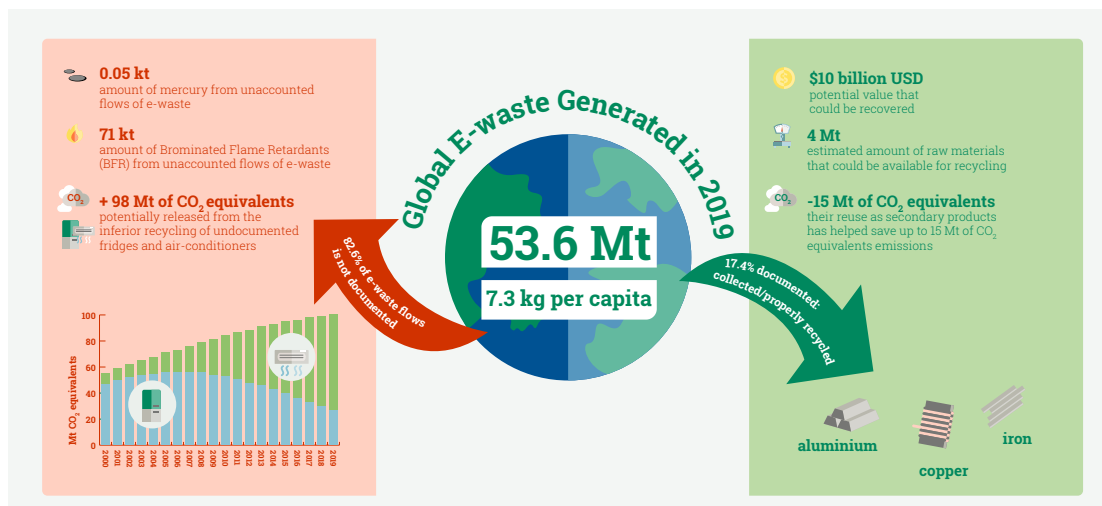 Global E-waste Generated in 2019
53.6 Mt
7.3 kg per capita
0.05 kt
amount of mercury from unaccounted
flows of e-waste
71 kt
amount of Brominated Flame Retardants
(BFR) from unaccounted flows of e-waste
CO₂
+ 98 Mt of CO₂ equivalents
potentially released from the
inferior recycling of undocumented
fridges and air-conditioners
82.6% of e-waste flows
is not documented
Mt CO₂ equivalents
100
80
60
40
20
0
2000
2001
2002
2003
2004
2005
2006
2007
2008
2009
2010
2011
2012
2013
2014
2015
2016
2017
2018
2019
$10 billion USD
potential value that
could be recovered
4 Mt
estimated amount of raw materials
that could be available for recycling
CO₂
-15 Mt of CO₂ equivalents
their reuse as secondary products
has helped save up to 15 Mt of CO₂
equivalents emissions
17.4% documented:
collected/properly recycled
aluminium
copper
iron